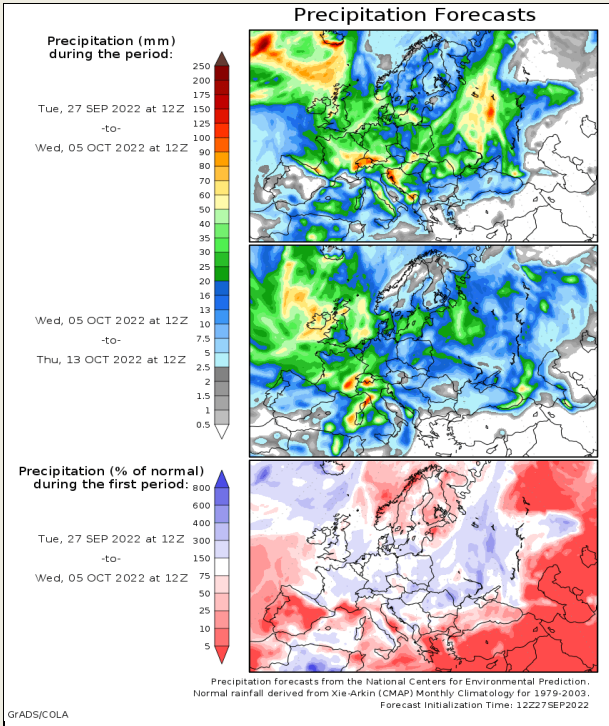 Precipitation Forecasts
Precipitation (mm)
during the period:
250
200
175
150
125
100
90
80
70
60
50
40
35
30
25
20
16
13
10
7.5
5
2.5
2
1.5
1
0.5
Tue, 27 SEP 2022 at 12Z
-to-
Wed, 05 OCT 2022 at 12Z
Wed, 05 OCT 2022 at 12Z
-to-
Thu, 13 OCT 2022 at 12Z
Precipitation (% of normal)
during the first period:
800
600
400
300
150
75
50
25
10
5
Tue, 27 SEP 2022 at 12Z
-to-
Wed, 05 OCT 2022 at 12Z
Precipitation forecasts from the National Centers for Environmental Prediction.
Normal rainfall derived from Xie-Arkin (CMAP) Monthly Climatology for 1979-2003.
Forecast Initialization Time: 12Z27SEP2022
GrADS/COLA